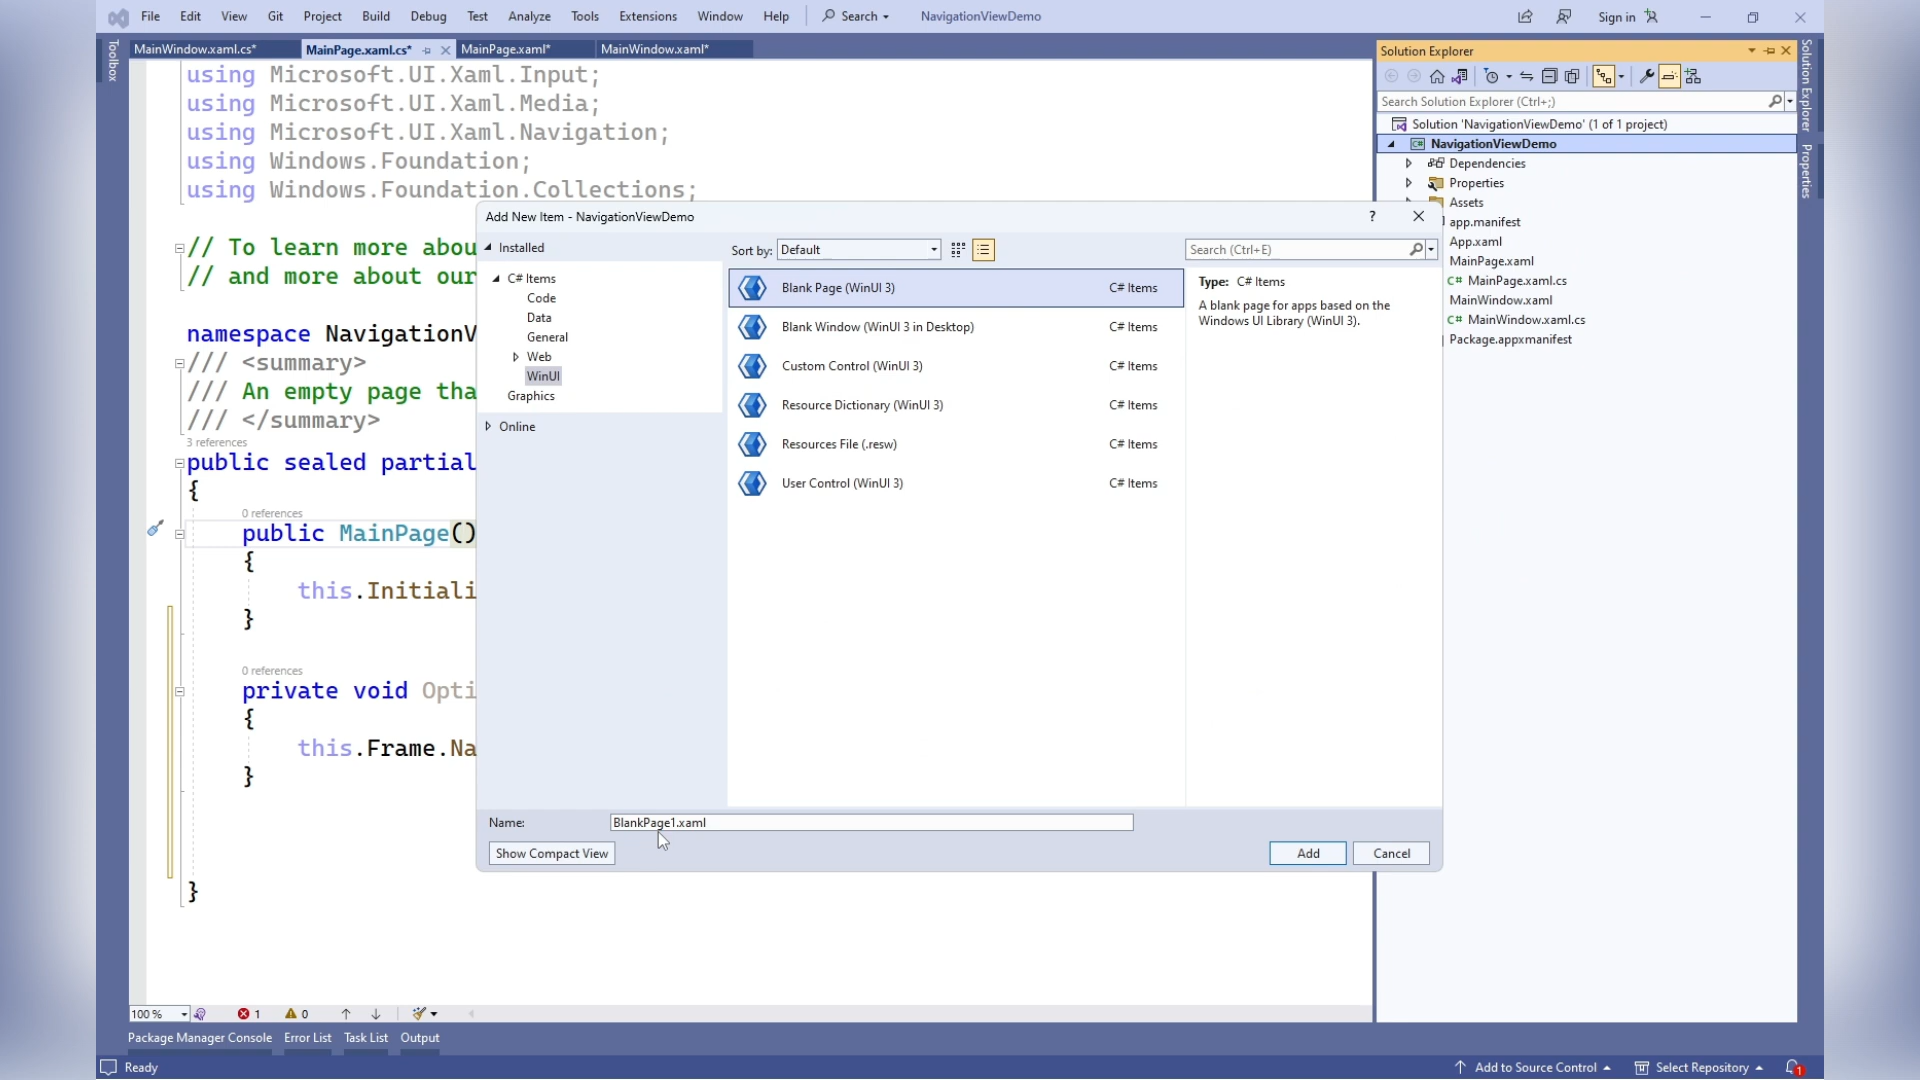 File Edit View Git Project Build Debug Test Analyze Tools Extensions Window Help Search NavigationViewDemo Sign in
Toolbox
MainWindow.xaml.cs* MainPage.xaml.cs* MainPage.xaml* MainWindow.xaml*
using Microsoft.UI.Xaml.Input;
using Microsoft.UI.Xaml.Media;
using Microsoft.UI.Xaml.Navigation;
using Windows.Foundation;
using Windows.Foundation.Collections;
// To learn more abou
// and more about our
namespace NavigationV
/// <summary>
/// An empty page tha
/// </summary>
3 references
public sealed partial
{
0 references
public MainPage()
{
this.Initiali
}
0 references
private void Opti
{
this.Frame.Na
}
}
Add New Item - NavigationViewDemo
?
Installed
C# Items
Code
Data
General
Web
WinUI
Graphics
Online
Sort by: Default
Search (Ctrl+E)
Blank Page (WinUI 3) C# Items
Blank Window (WinUI 3 in Desktop) C# Items
Custom Control (WinUI 3) C# Items
Resource Dictionary (WinUI 3) C# Items
Resources File (.resw) C# Items
User Control (WinUI 3) C# Items
Type: C# Items
A blank page for apps based on the
Windows UI Library (WinUI 3).
Name: BlankPage1.xaml
Show Compact View Add Cancel
Solution Explorer
Search Solution Explorer (Ctrl+;)
Solution 'NavigationViewDemo' (1 of 1 project)
C# NavigationViewDemo
Dependencies
Properties
Assets
app.manifest
App.xaml
MainPage.xaml
C# MainPage.xaml.cs
MainWindow.xaml
C# MainWindow.xaml.cs
Package.appxmanifest
Solution Explorer
Properties
100 % 1 0
Package Manager Console Error List Task List Output
Ready Add to Source Control Select Repository 1